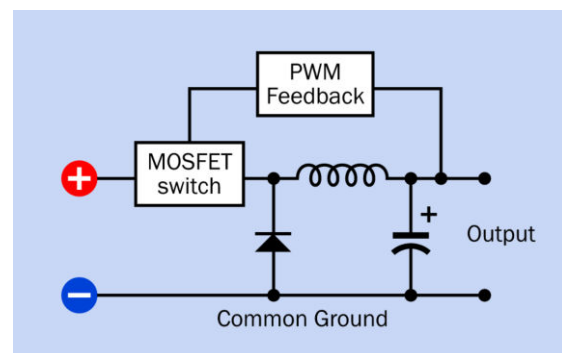 PWM
Feedback
MOSFET
switch
+
Output
Common Ground